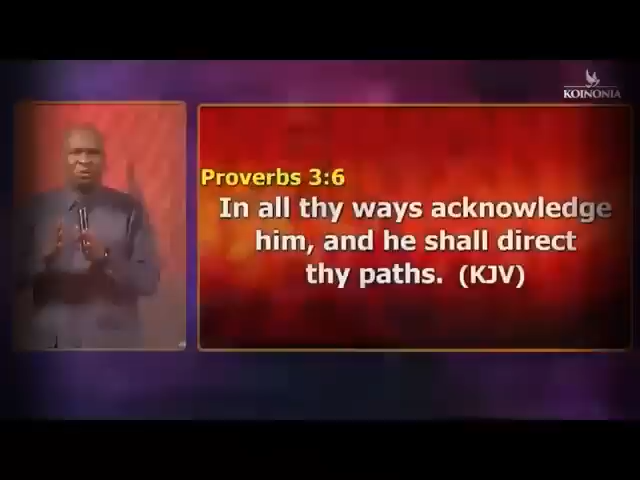 KOINONIA
Proverbs 3:6
In all thy ways acknowledge
him, and he shall direct
thy paths. (KJV)